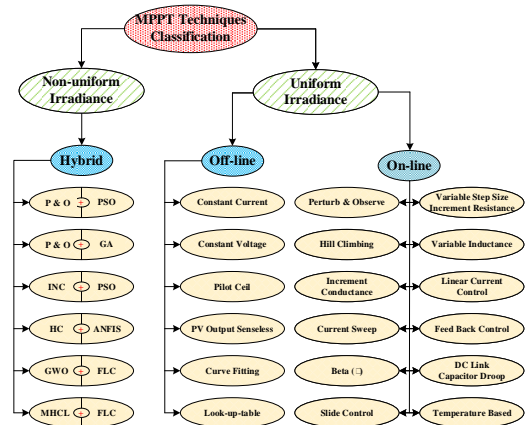 MPPT Techniques
Classification
Non-uniform
Irradiance
Uniform
Irradiance
Hybrid
Off-line
On-line
P & O + PSO
P & O + GA
INC + PSO
HC + ANFIS
GWO + FLC
MHCL + FLC
Constant Current
Constant Voltage
Pilot Ceil
PV Output Senseless
Curve Fitting
Look-up-table
Perturb & Observe
Hill Climbing
Increment
Conductance
Current Sweep
Beta (□)
Slide Control
Variable Step Size
Increment Resistance
Variable Inductance
Linear Current
Control
Feed Back Control
DC Link
Capacitor Droop
Temperature Based